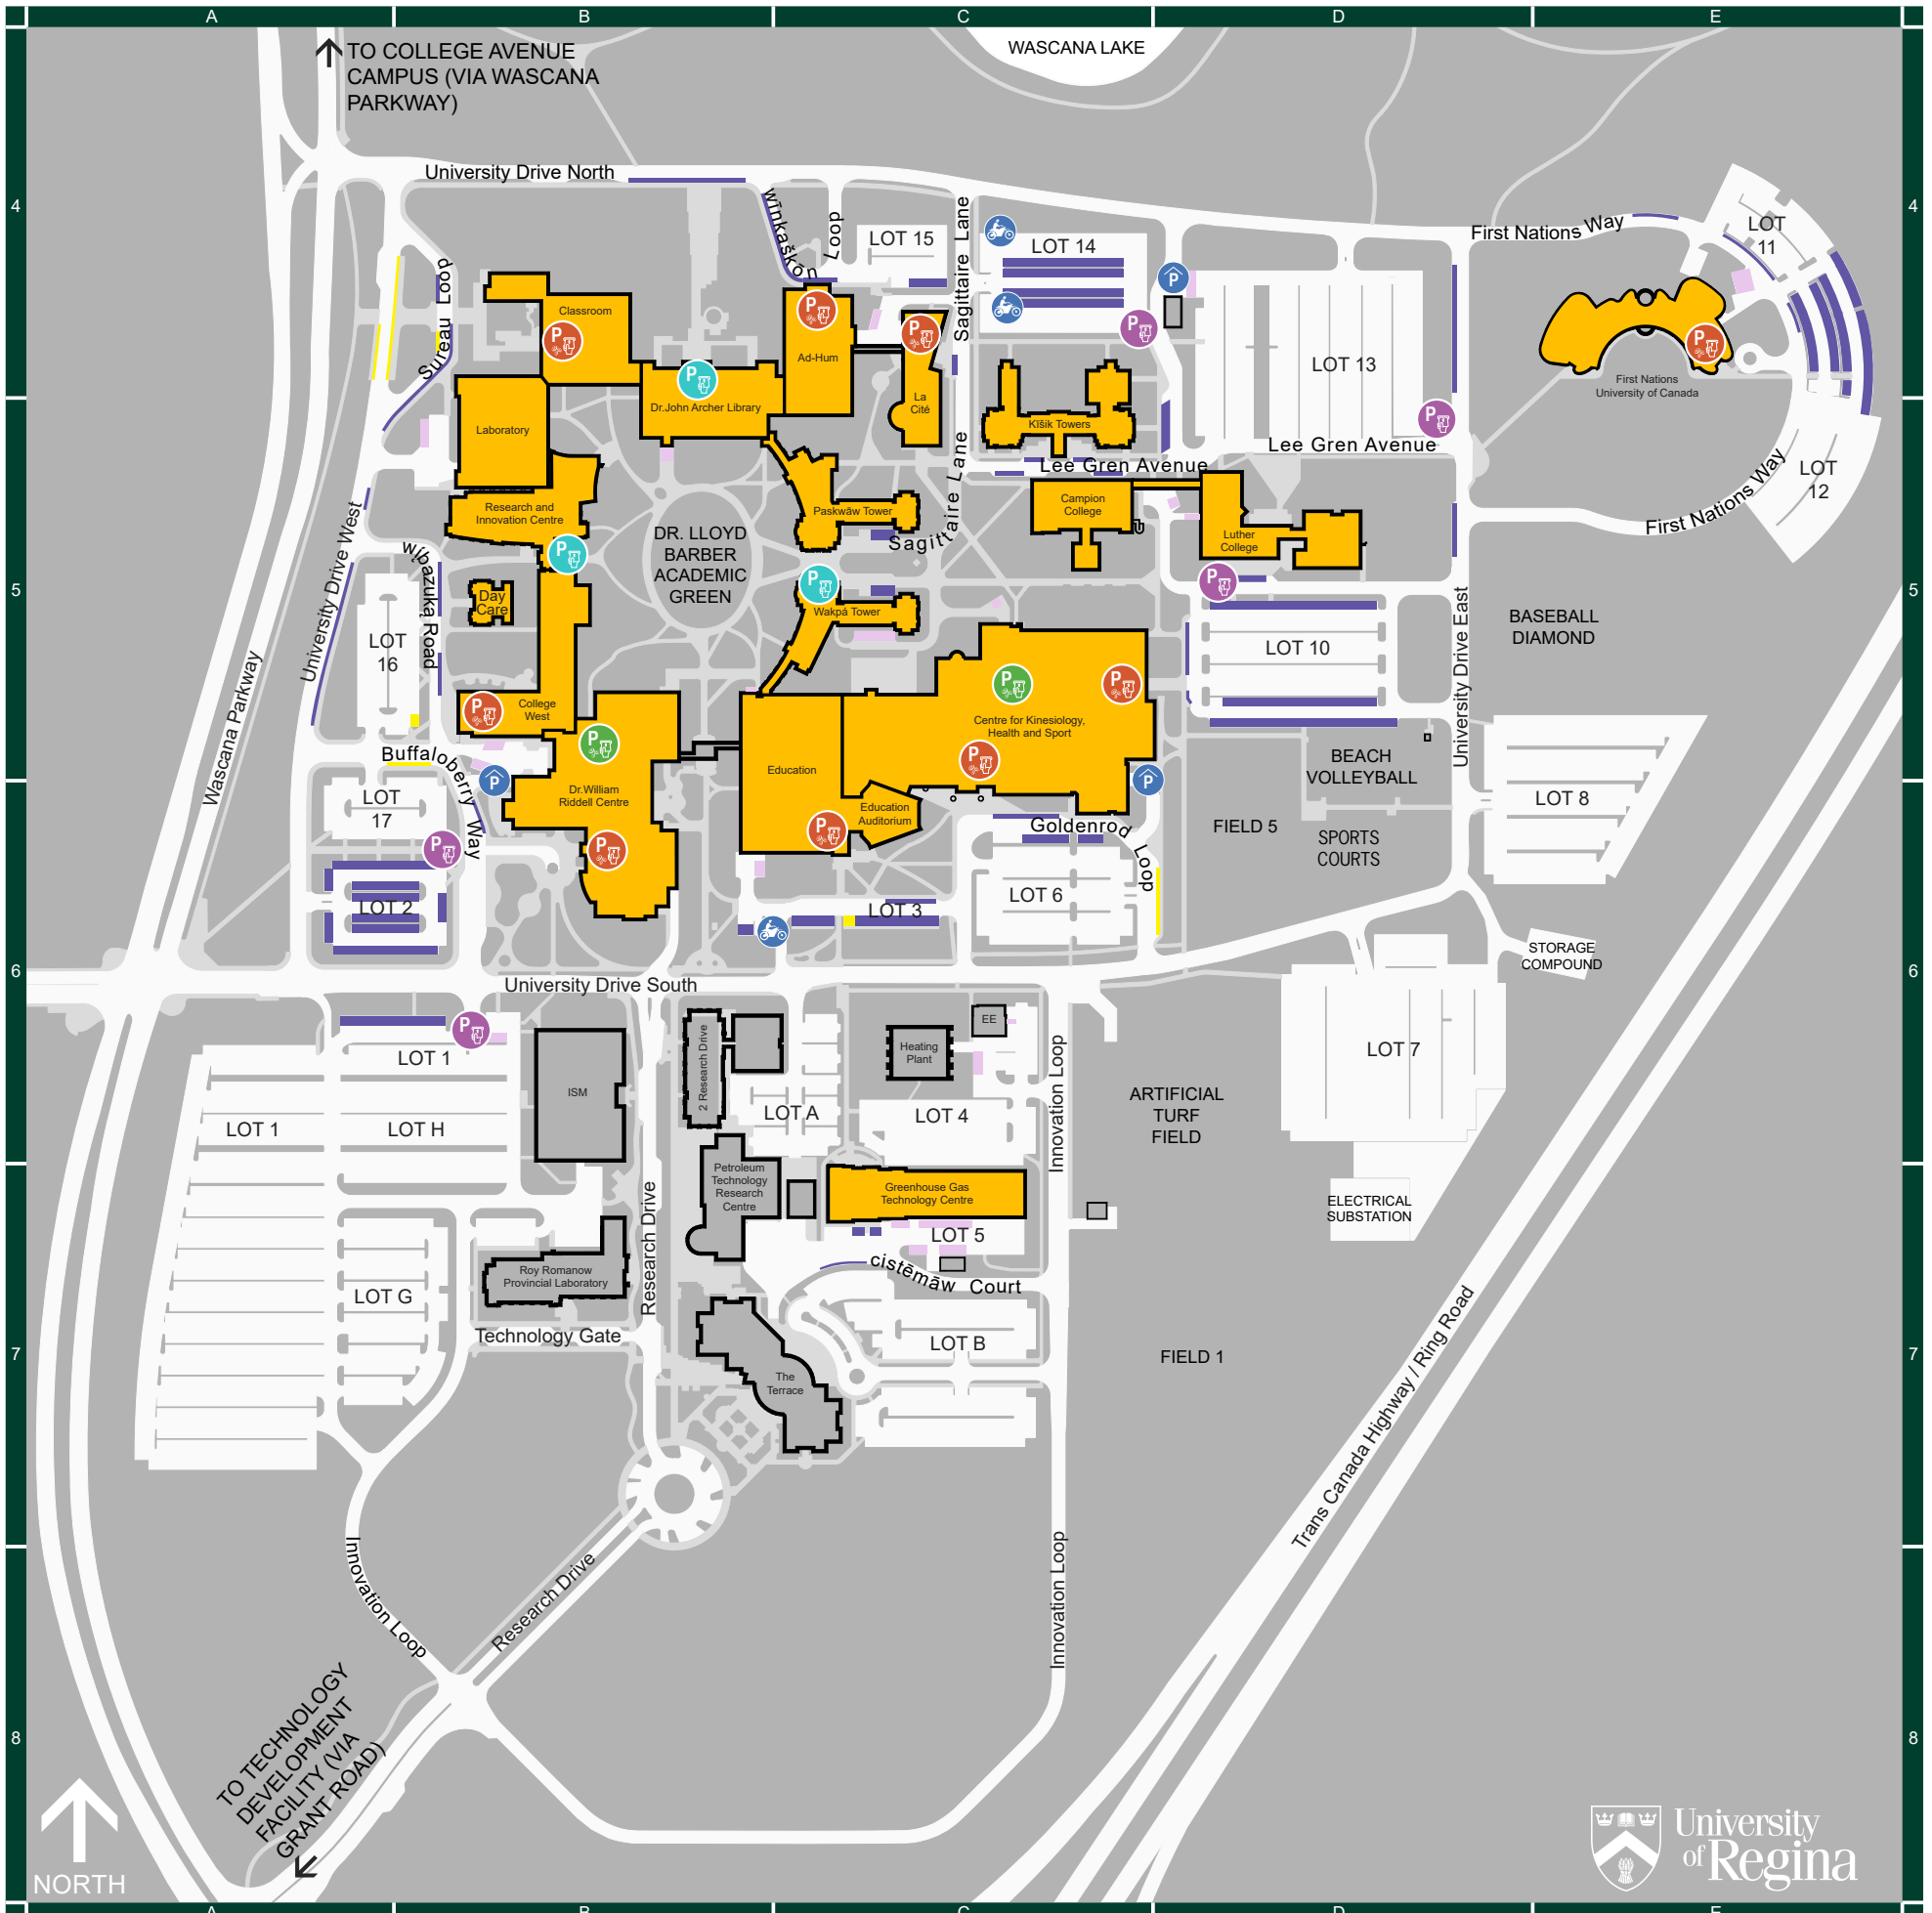 A
B
C
D
E
TO COLLEGE AVENUE
CAMPUS (VIA WASCANA
PARKWAY)
WASCANA LAKE
University Drive North
4
4
wīnkaškón
Loop
LOT 15
Sagittaire Lane
LOT 14
First Nations Way
LOT
11
Sureau Loop
Classroom
P
P
P
P
P
P
P
Ad-Hum
LOT 13
First Nations
University of Canada
Dr.John Archer Library
La
Cité
Kīšik Towers
P
Laboratory
Lee Gren Avenue
Lee Gren Avenue
LOT
12
First Nations Way
Research and
Innovation Centre
Campion
College
Paskwāw Tower
Sagittaire Lane
Luther
College
DR. LLOYD
BARBER
ACADEMIC
GREEN
University Drive West
P
P
P
5
5
Day
Care
Wakpá Tower
BASEBALL
DIAMOND
LOT
16
LOT 10
University Drive East
Wascana Parkway
P
P
P
College
West
Centre for Kinesiology,
Health and Sport
P
P
Buffaloberry Way
BEACH
VOLLEYBALL
Education
P
P
Dr.William
Riddell Centre
LOT
17
Education
Auditorium
LOT 8
Goldenrod Loop
FIELD 5
SPORTS
COURTS
P
P
P
LOT 6
LOT 2
LOT 3
STORAGE
COMPOUND
6
6
University Drive South
P
EE
2 Research Drive
Heating
Plant
LOT 1
LOT 7
ISM
Innovation Loop
LOT A
LOT 4
ARTIFICIAL
TURF
FIELD
LOT 1
LOT H
Petroleum
Technology
Research
Centre
Greenhouse Gas
Technology Centre
ELECTRICAL
SUBSTATION
Research Drive
LOT 5
cistēmāw Court
Roy Romanow
Provincial Laboratory
LOT G
Technology Gate
LOT B
7
7
FIELD 1
The
Terrace
Trans Canada Highway / Ring Road
Innovation Loop
Research Drive
Innovation Loop
TO TECHNOLOGY
DEVELOPMENT
FACILITY (VIA
GRANT ROAD)
8
8
NORTH
University
of Regina